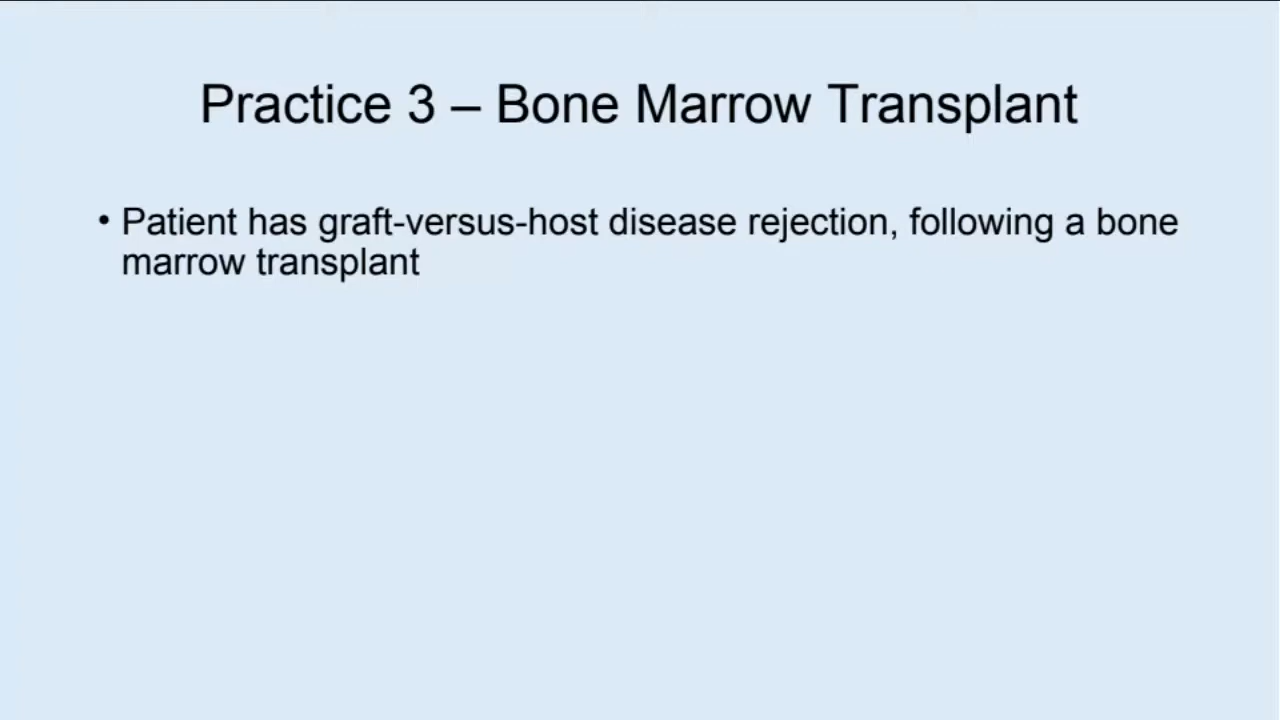 Practice 3 – Bone Marrow Transplant
• Patient has graft-versus-host disease rejection, following a bone
marrow transplant